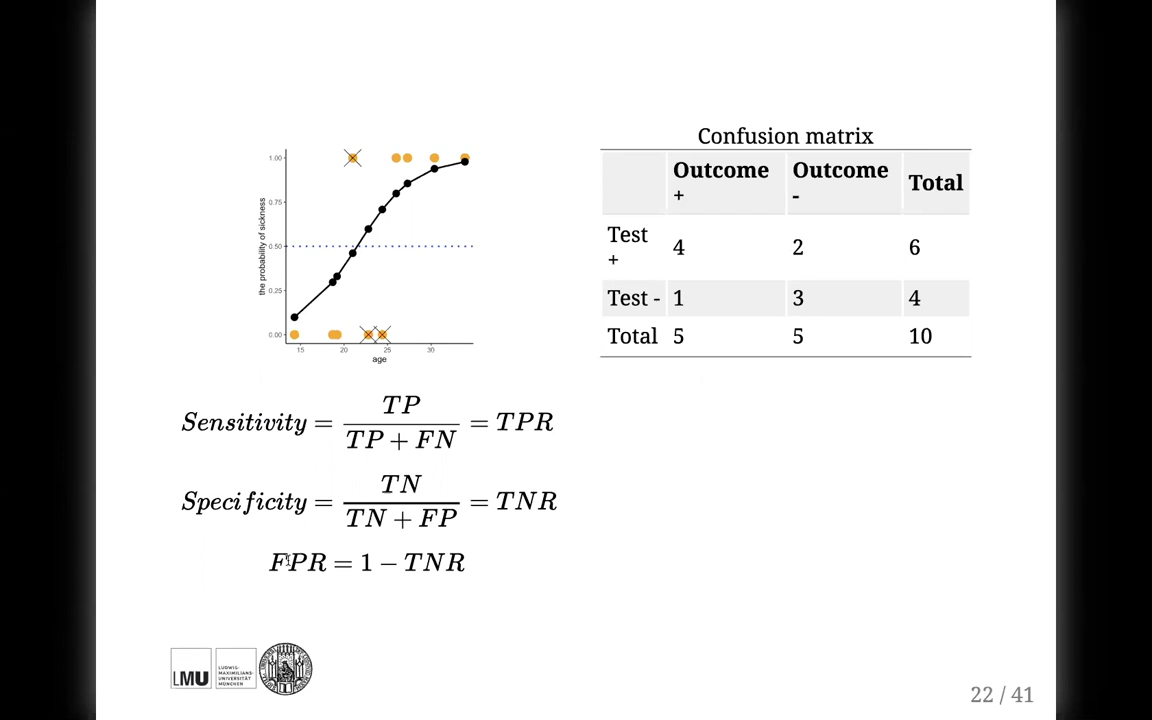 Confusion matrix
Outcome + Outcome - Total
Test + 4 2 6
Test - 1 3 4
Total 5 5 10
the probability of sickness
1.00
0.75
0.50
0.25
0.00
15 20 25 30
age
Sensitivity = TP / (TP + FN) = TPR
Specificity = TN / (TN + FP) = TNR
FPR = 1 − TNR
LMU
LUDWIG-
MAXIMILIANS-
UNIVERSITÄT
MÜNCHEN
22 / 41